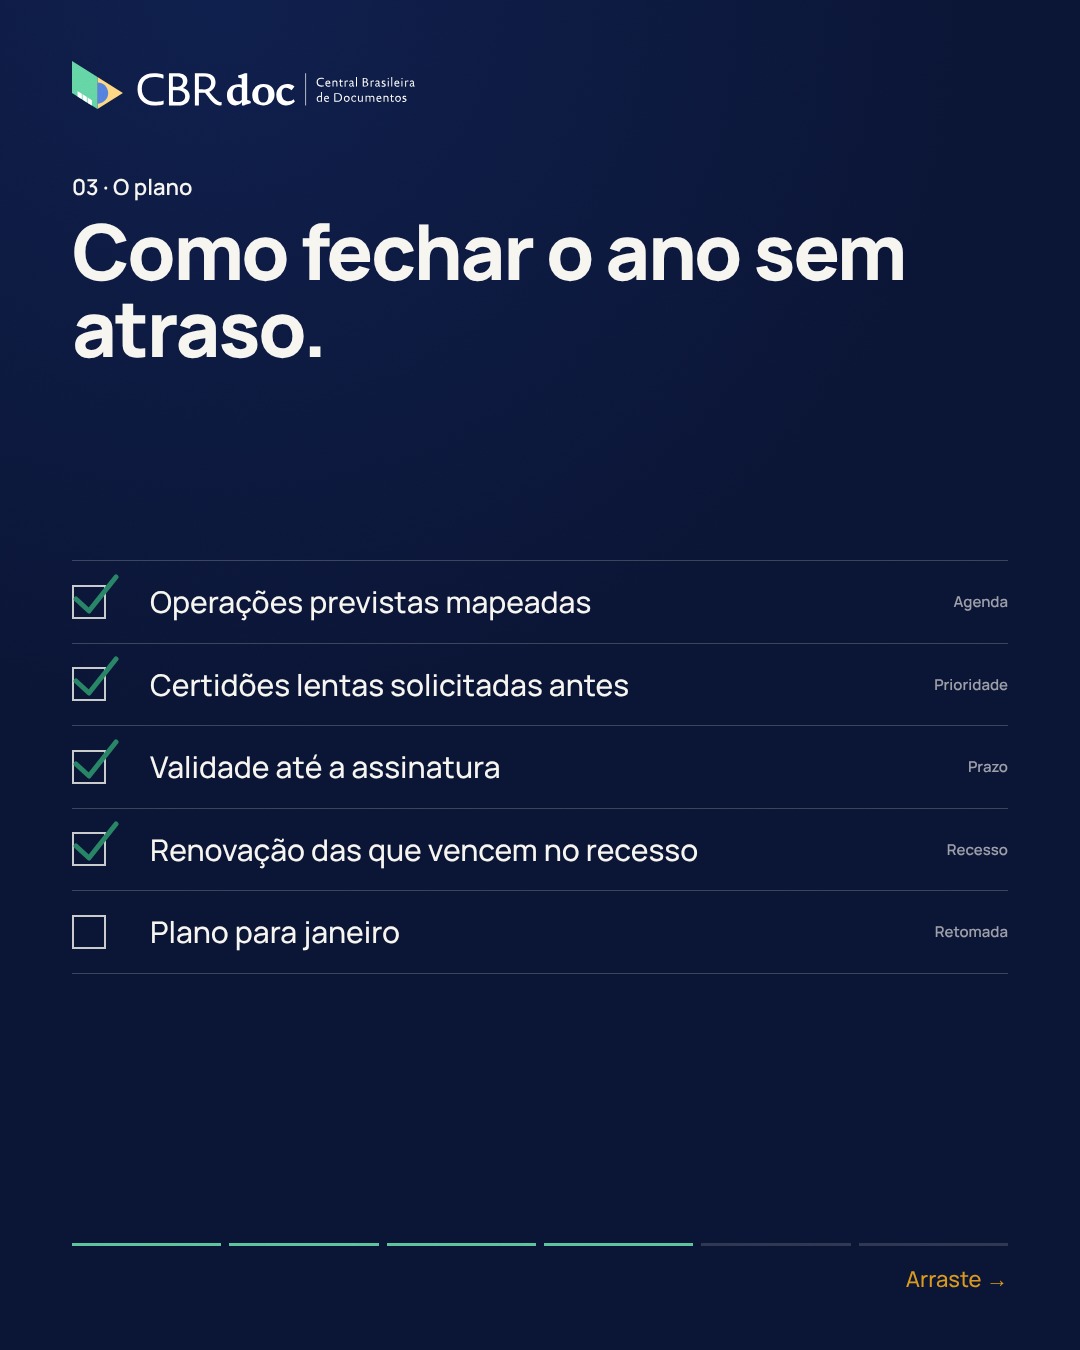 CBRdoc
Central Brasileira
de Documentos
03 · O plano
Como fechar o ano sem
atraso.
Operações previstas mapeadas
Agenda
Certidões lentas solicitadas antes
Prioridade
Validade até a assinatura
Prazo
Renovação das que vencem no recesso
Recesso
Plano para janeiro
Retomada
Arraste →